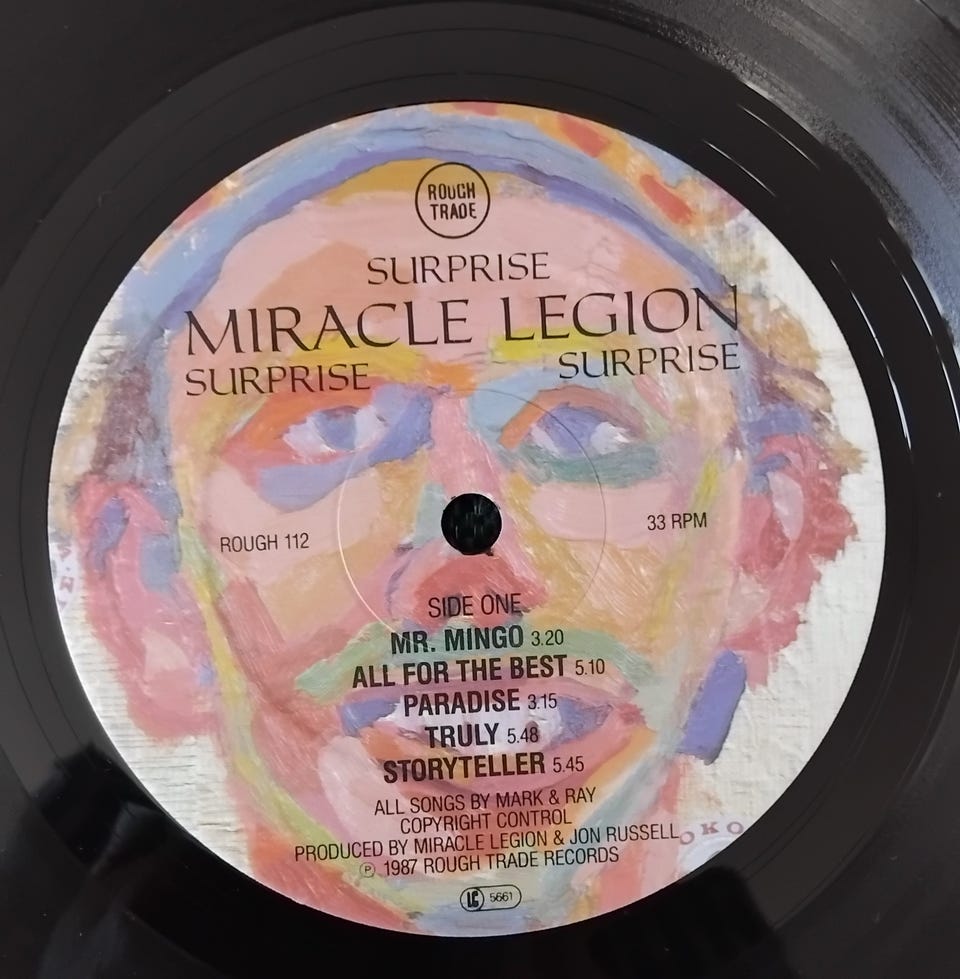 ROUGH
TRADE
SURPRISE
MIRACLE LEGION
SURPRISE SURPRISE
ROUGH 112
33 RPM
SIDE ONE
MR. MINGO 3.20
ALL FOR THE BEST 5.10
PARADISE 3.15
TRULY 5.48
STORYTELLER 5.45
ALL SONGS BY MARK & RAY
COPYRIGHT CONTROL
PRODUCED BY MIRACLE LEGION & JON RUSSELL
Ⓟ 1987 ROUGH TRADE RECORDS
OKO
LC 5661